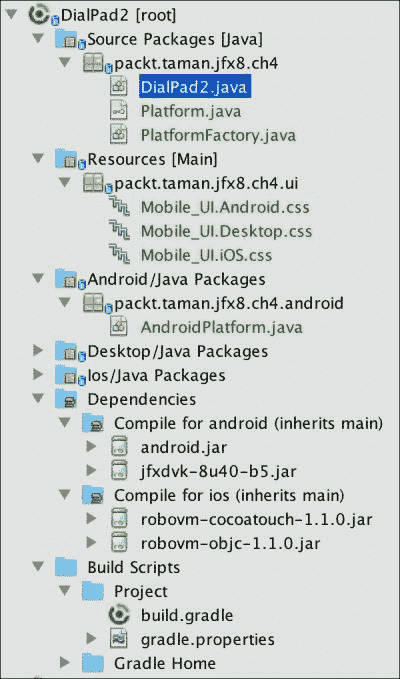 DialPad2 [root]
Source Packages [Java]
packt.taman.jfx8.ch4
DialPad2.java
Platform.java
PlatformFactory.java
Resources [Main]
packt.taman.jfx8.ch4.ui
Mobile_UI.Android.css
Mobile_UI.Desktop.css
Mobile_UI.iOS.css
Android/Java Packages
packt.taman.jfx8.ch4.android
AndroidPlatform.java
Desktop/Java Packages
Ios/Java Packages
Dependencies
Compile for android (inherits main)
android.jar
jfxdvk-8u40-b5.jar
Compile for ios (inherits main)
robovm-cocoatouch-1.1.0.jar
robovm-objc-1.1.0.jar
Build Scripts
Project
build.gradle
gradle.properties
Gradle Home